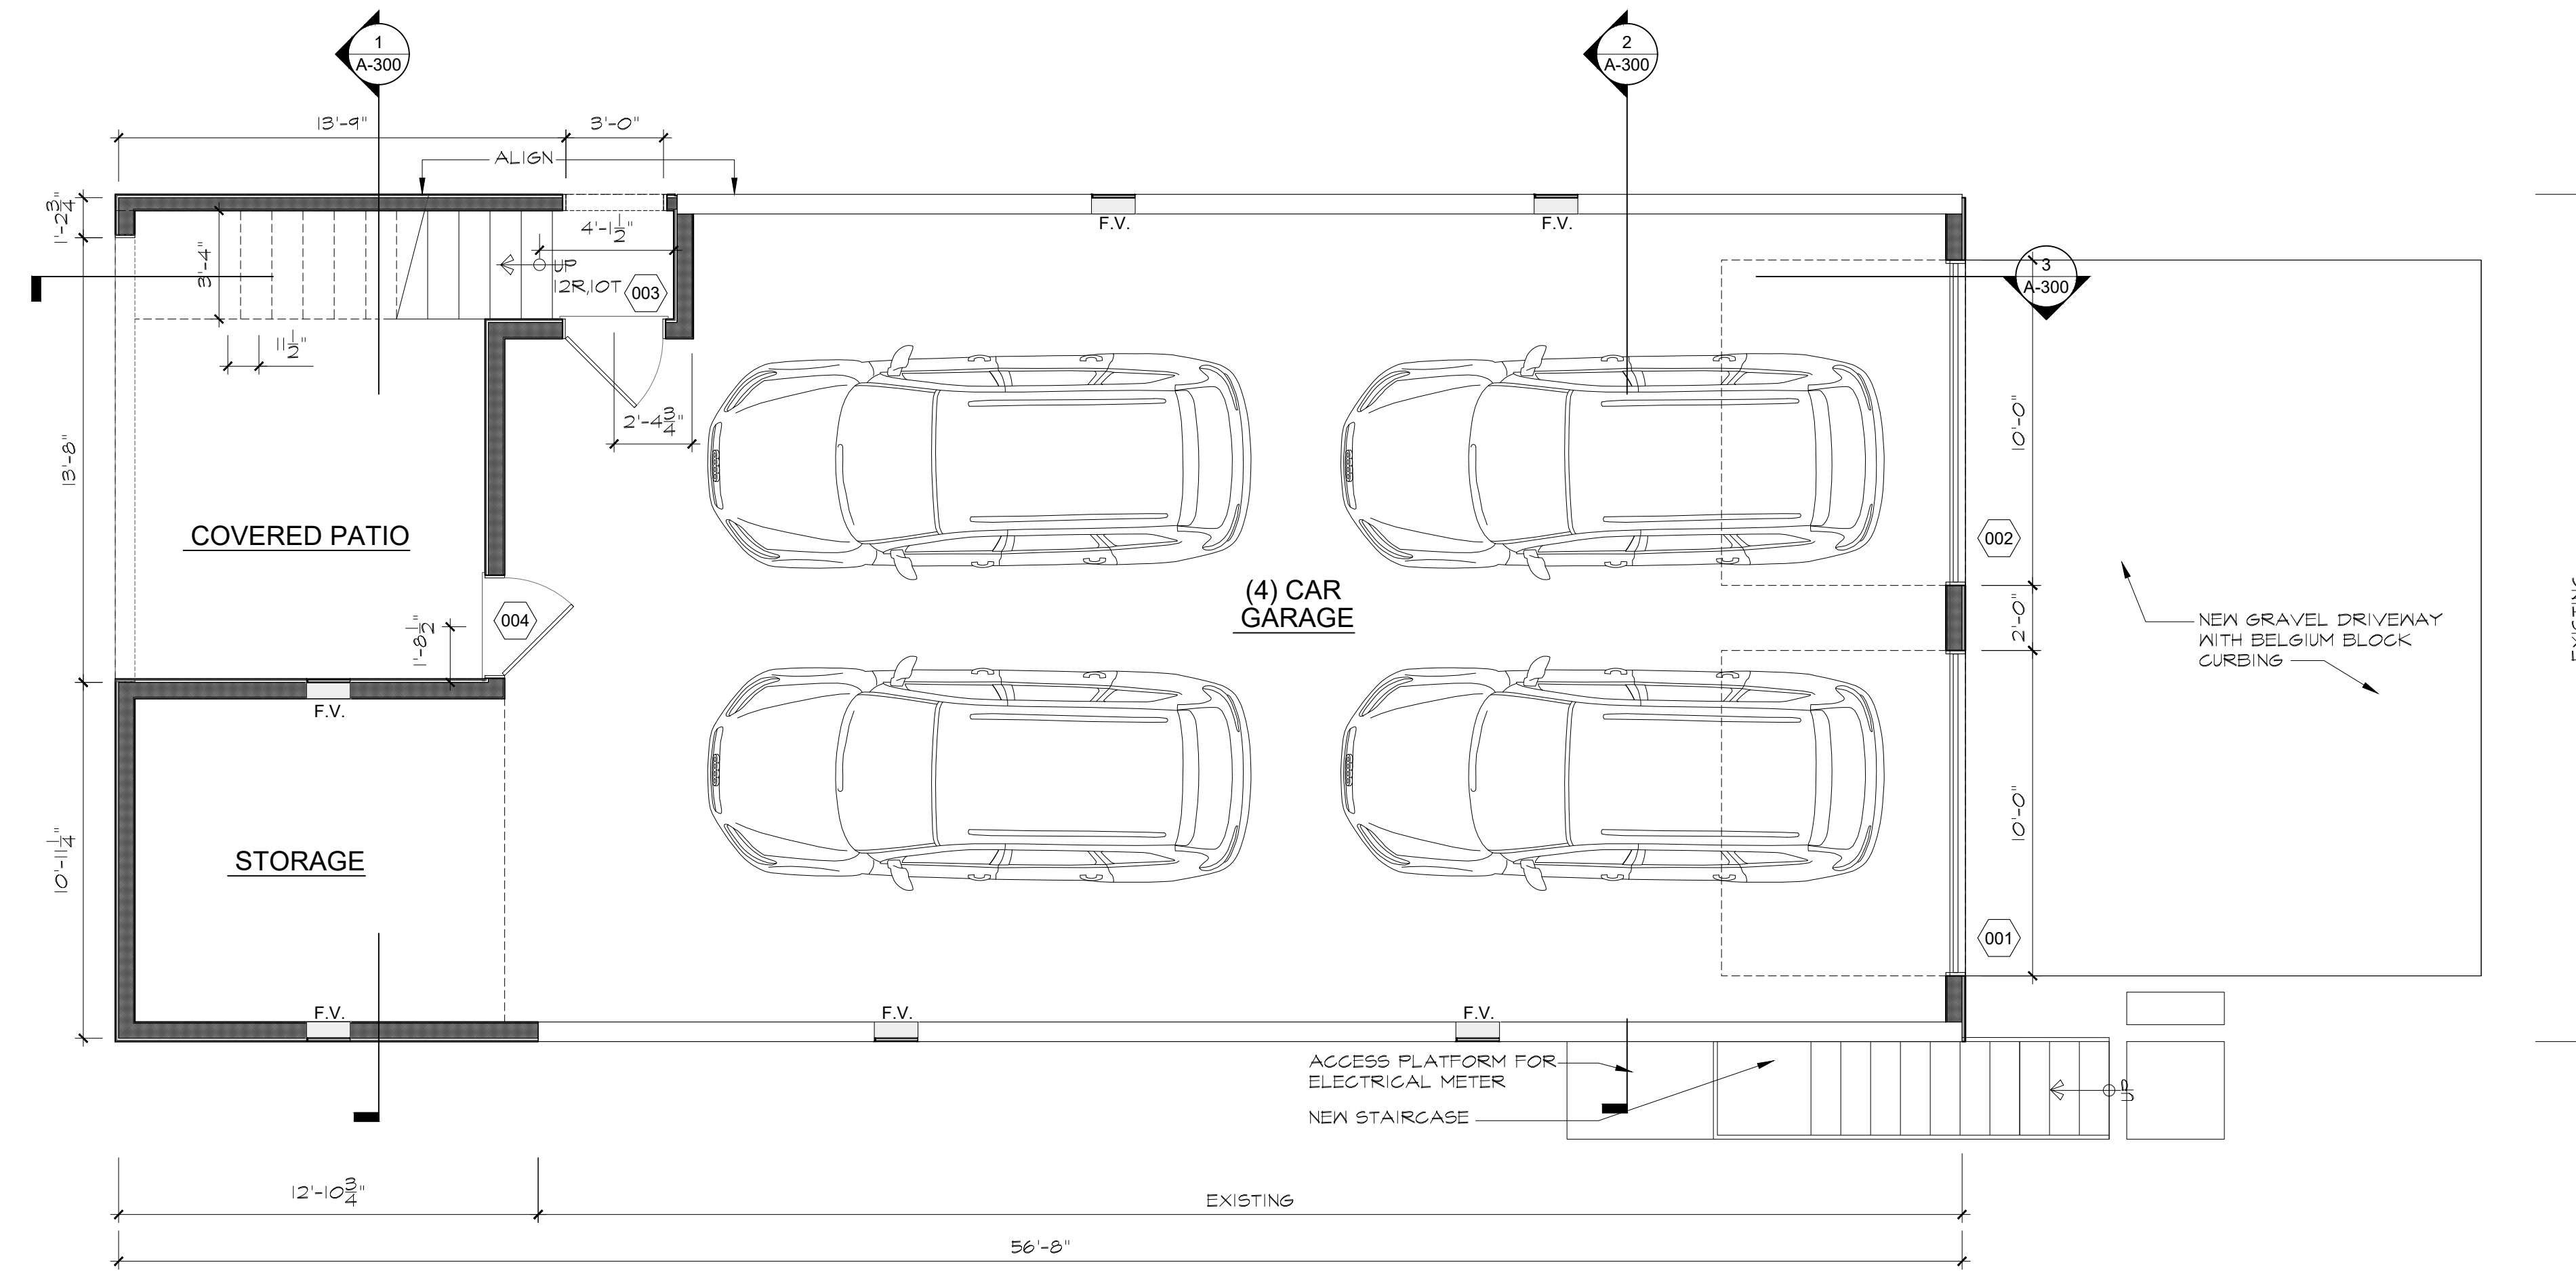 1
A-300
2
A-300
13'-9"
3'-0"
ALIGN
1'-2 3/4"
F.V.
F.V.
4'-1 1/2"
3'-4"
UP
12R,10T
003
3
A-300
11 1/2"
2'-4 3/4"
10'-0"
13'-8"
COVERED PATIO
002
(4) CAR
GARAGE
1'-8 1/2"
004
2'-0"
NEW GRAVEL DRIVEWAY
WITH BELGIUM BLOCK
CURBING
EXISTING
F.V.
10'-0"
10'-11 1/4"
STORAGE
001
F.V.
F.V.
F.V.
ACCESS PLATFORM FOR
ELECTRICAL METER
NEW STAIRCASE
UP
12'-10 3/4"
EXISTING
56'-8"